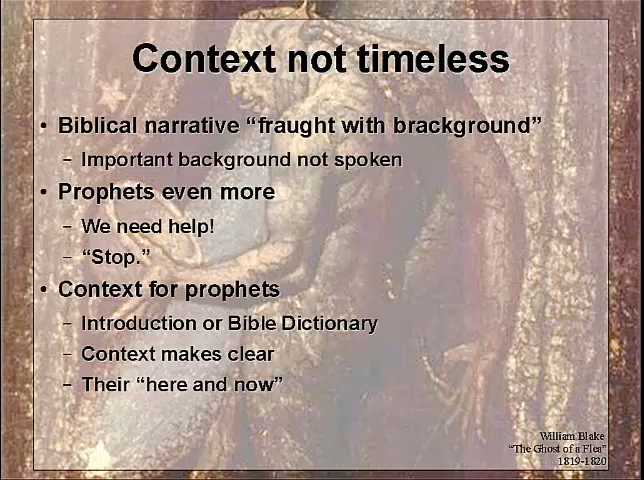 Context not timeless
• Biblical narrative “fraught with brackground”
– Important background not spoken
• Prophets even more
– We need help!
– “Stop.”
• Context for prophets
– Introduction or Bible Dictionary
– Context makes clear
– Their “here and now”
William Blake
“The Ghost of a Flea”
1819-1820